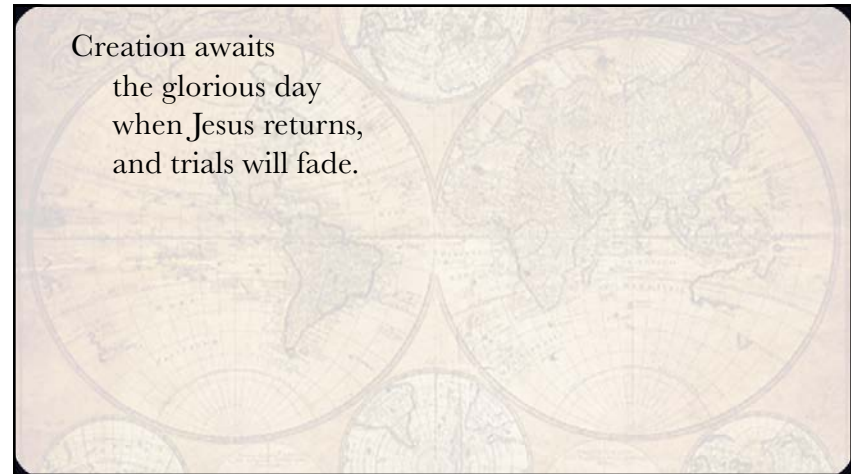 Creation awaits
the glorious day
when Jesus returns,
and trials will fade.